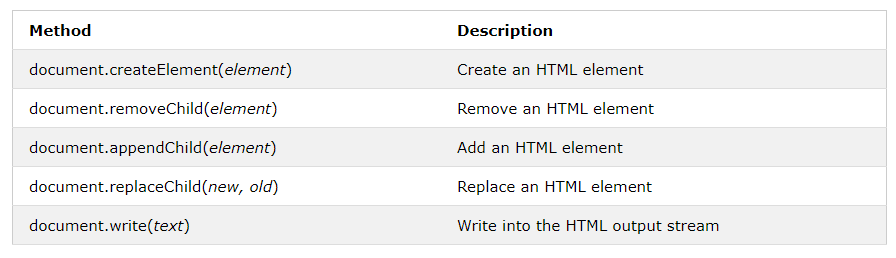 Method Description
document.createElement(element) Create an HTML element
document.removeChild(element) Remove an HTML element
document.appendChild(element) Add an HTML element
document.replaceChild(new, old) Replace an HTML element
document.write(text) Write into the HTML output stream